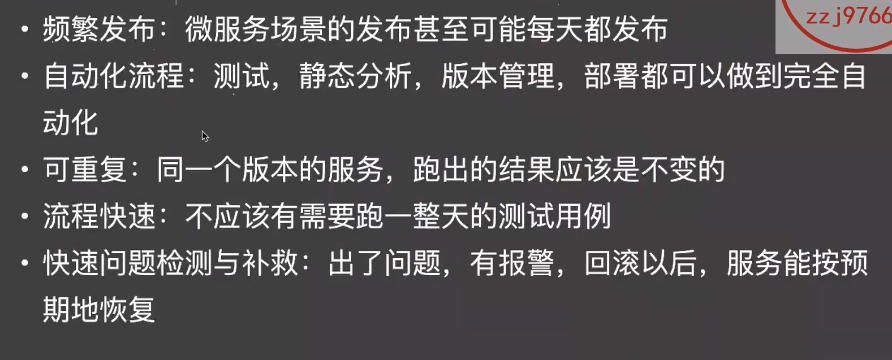 zzj9766
• 频繁发布：微服务场景的发布甚至可能每天都发布
• 自动化流程：测试，静态分析，版本管理，部署都可以做到完全自
动化
• 可重复：同一个版本的服务，跑出的结果应该是不变的
• 流程快速：不应该有需要跑一整天的测试用例
• 快速问题检测与补救：出了问题，有报警，回滚以后，服务能按预
期地恢复